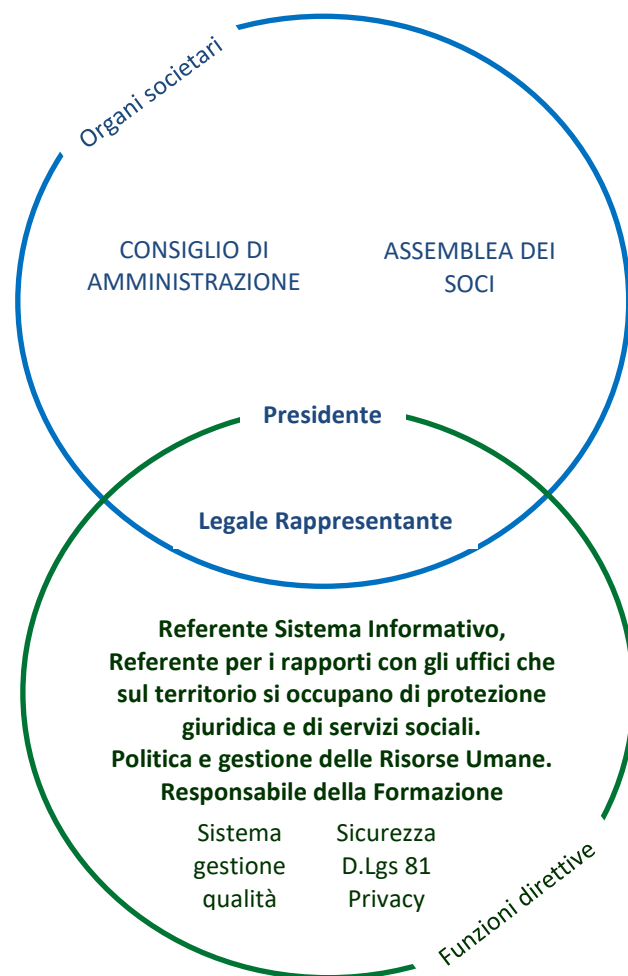 Organi societari
CONSIGLIO DI
AMMINISTRAZIONE
ASSEMBLEA DEI
SOCI
Presidente
Legale Rappresentante
Referente Sistema Informativo,
Referente per i rapporti con gli uffici che
sul territorio si occupano di protezione
giuridica e di servizi sociali.
Politica e gestione delle Risorse Umane.
Responsabile della Formazione
Sistema
gestione
qualità
Sicurezza
D.Lgs 81
Privacy
Funzioni direttive